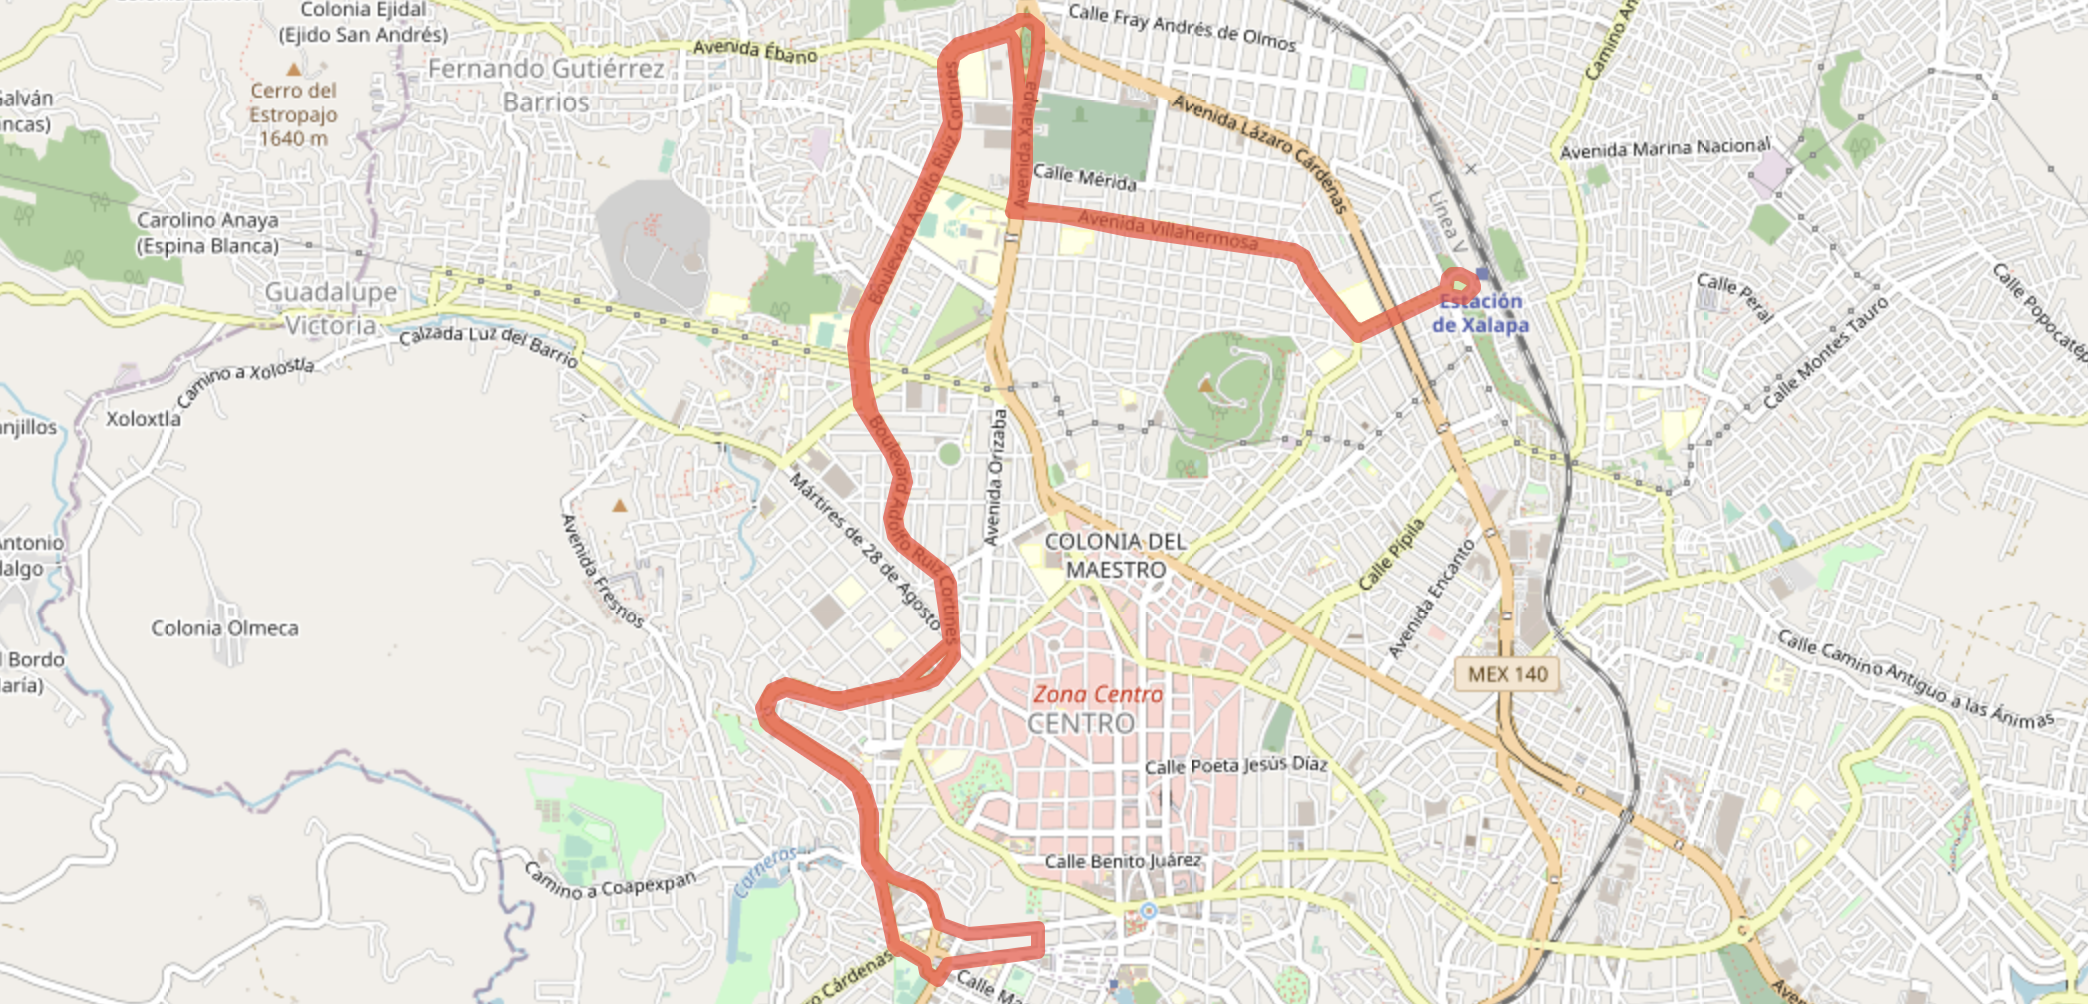 Colonia Ejidal
(Ejido San Andrés)
Calle Fray Andrés de Olmos
Avenida Ébano
Camino An
Fernando Gutiérrez
Barrios
Cerro del
Estropajo
1640 m
Galván
incas)
Boulevard Adolfo Ruiz Cortines
Avenida Xalapa
Avenida Lázaro Cárdenas
Avenida Marina Nacional
Calle Mérida
Carolino Anaya
(Espina Blanca)
Avenida Villahermosa
Línea V
Guadalupe
Victoria
Estación
de Xalapa
Calle Peral
Calle Popocatép
Calle Montes Tauro
Calzada Luz del Barrio
Camino a Xolostla
Xoloxtla
anjillos
Avenida Orizaba
Boulevard Adolfo Ruiz Cortines
Mártires de 28 de Agosto
Avenida Fresnos
COLONIA DEL
MAESTRO
Calle Pípila
Avenida Encanto
Antonio
dalgo
Colonia Olmeca
l Bordo
laría)
Calle Camino Antiguo a las Ánimas
MEX 140
Zona Centro
CENTRO
Calle Poeta Jesús Díaz
Calle Benito Juárez
Carneros
Camino a Coapexpan
ro Cárdenas
Calle Ma
Aven